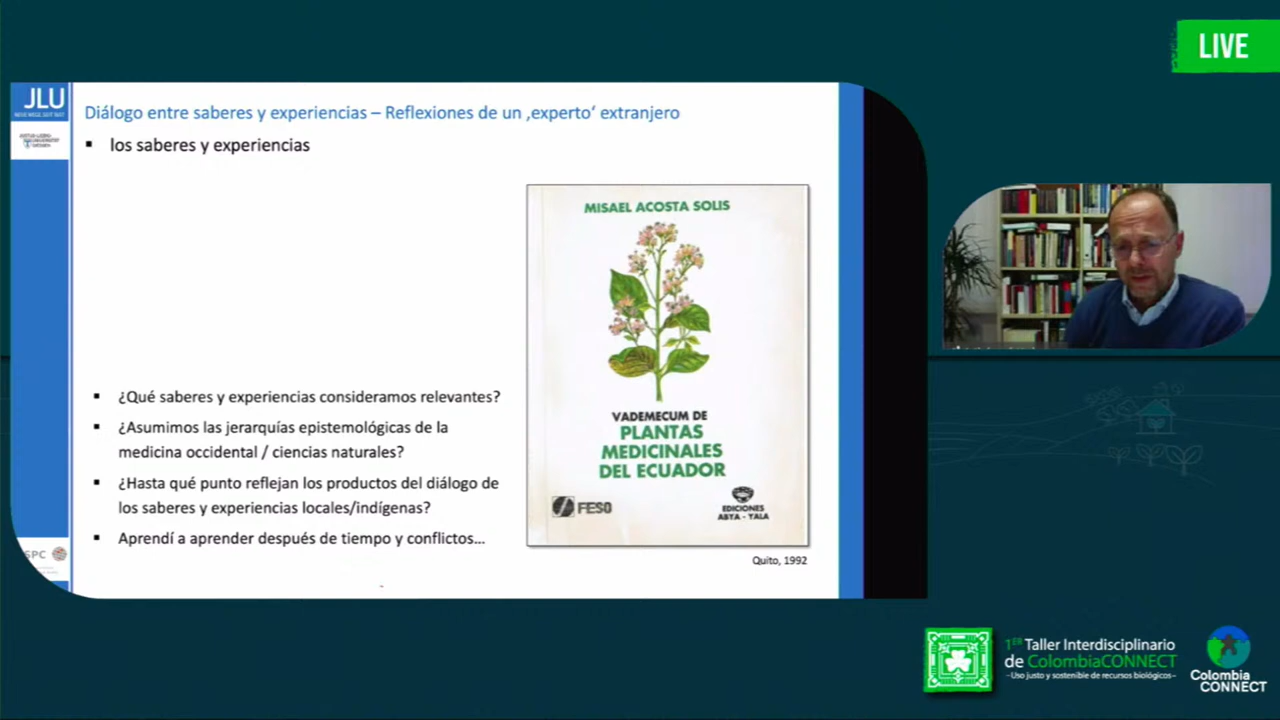 LIVE
JLU
Diálogo entre saberes y experiencias – Reflexiones de un ‚experto‘ extranjero
▪ los saberes y experiencias
MISAEL ACOSTA SOLIS
VADEMECUM DE
PLANTAS
MEDICINALES
DEL ECUADOR
FESO
EDICIONES
ABYA - YALA
Quito, 1992
▪ ¿Qué saberes y experiencias consideramos relevantes?
▪ ¿Asumimos las jerarquías epistemológicas de la
medicina occidental / ciencias naturales?
▪ ¿Hasta qué punto reflejan los productos del diálogo de
los saberes y experiencias locales/indígenas?
▪ Aprendí a aprender después de tiempo y conflictos...
SPC
1ER Taller Interdisciplinario
de ColombiaCONNECT
-Uso justo y sostenible de recursos biológicos-
Colombia
CONNECT